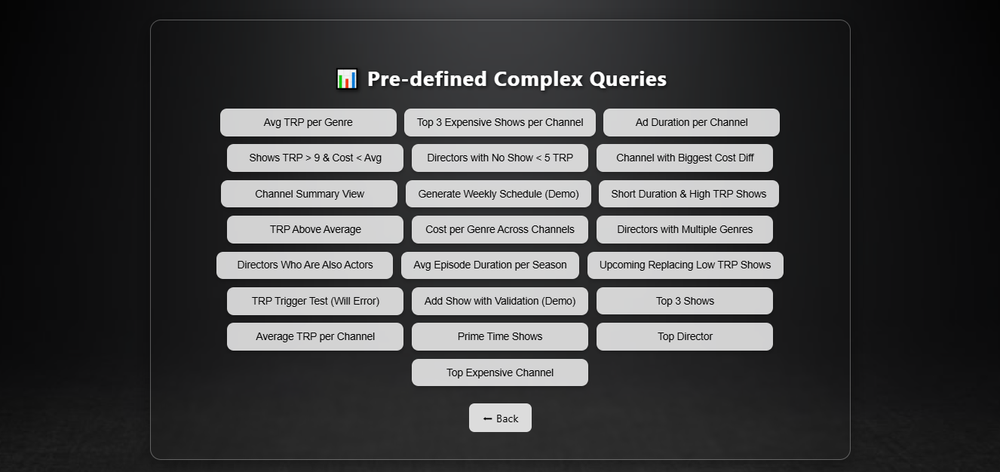 Pre-defined Complex Queries
Avg TRP per Genre
Top 3 Expensive Shows per Channel
Ad Duration per Channel
Shows TRP > 9 & Cost < Avg
Directors with No Show < 5 TRP
Channel with Biggest Cost Diff
Channel Summary View
Generate Weekly Schedule (Demo)
Short Duration & High TRP Shows
TRP Above Average
Cost per Genre Across Channels
Directors with Multiple Genres
Directors Who Are Also Actors
Avg Episode Duration per Season
Upcoming Replacing Low TRP Shows
TRP Trigger Test (Will Error)
Add Show with Validation (Demo)
Top 3 Shows
Average TRP per Channel
Prime Time Shows
Top Director
Top Expensive Channel
← Back